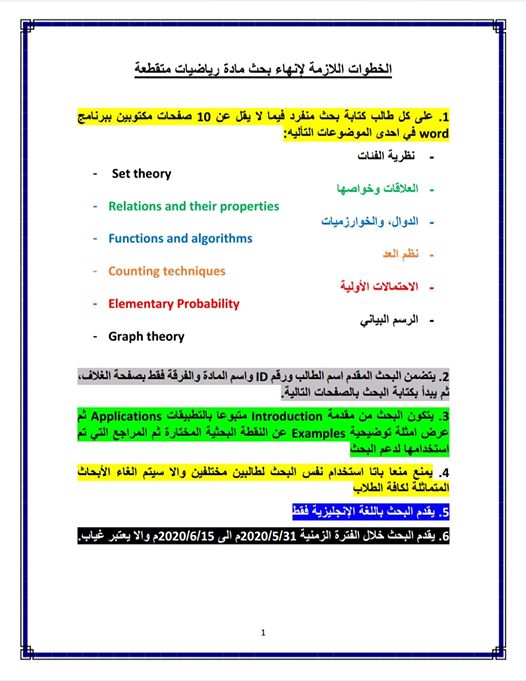 الخطوات اللازمة لإنهاء بحث مادة رياضيات متقطعة
1. على كل طالب كتابة بحث منفرد فيما لا يقل عن 10 صفحات مكتوبين ببرنامج
word في احدى الموضوعات التأليه:
- نظرية الفئات
- Set theory
- العلاقات وخواصها
- Relations and their properties
- الدوال، والخوارزميات
- Functions and algorithms
- نظم العد
- Counting techniques
- الاحتمالات الأولية
- Elementary Probability
- الرسم البياني
- Graph theory
2. يتضمن البحث المقدم اسم الطالب ورقم ID واسم المادة والفرقة فقط بصفحة الغلاف،
ثم يبدأ بكتابة البحث بالصفحات التالية.
3. يتكون البحث من مقدمة Introduction متبوعا بالتطبيقات Applications ثم
عرض امثلة توضيحية Examples عن النقطة البحثية المختارة ثم المراجع التي تم
استخدامها لدعم البحث
4. يمنع منعا باتا استخدام نفس البحث لطالبين مختلفين والا سيتم الغاء الأبحاث
المتماثلة لكافة الطلاب
5. يقدم البحث باللغة الإنجليزية فقط
6. يقدم البحث خلال الفترة الزمنية 2020/5/31م الى 2020/6/15م والا يعتبر غياب.
1